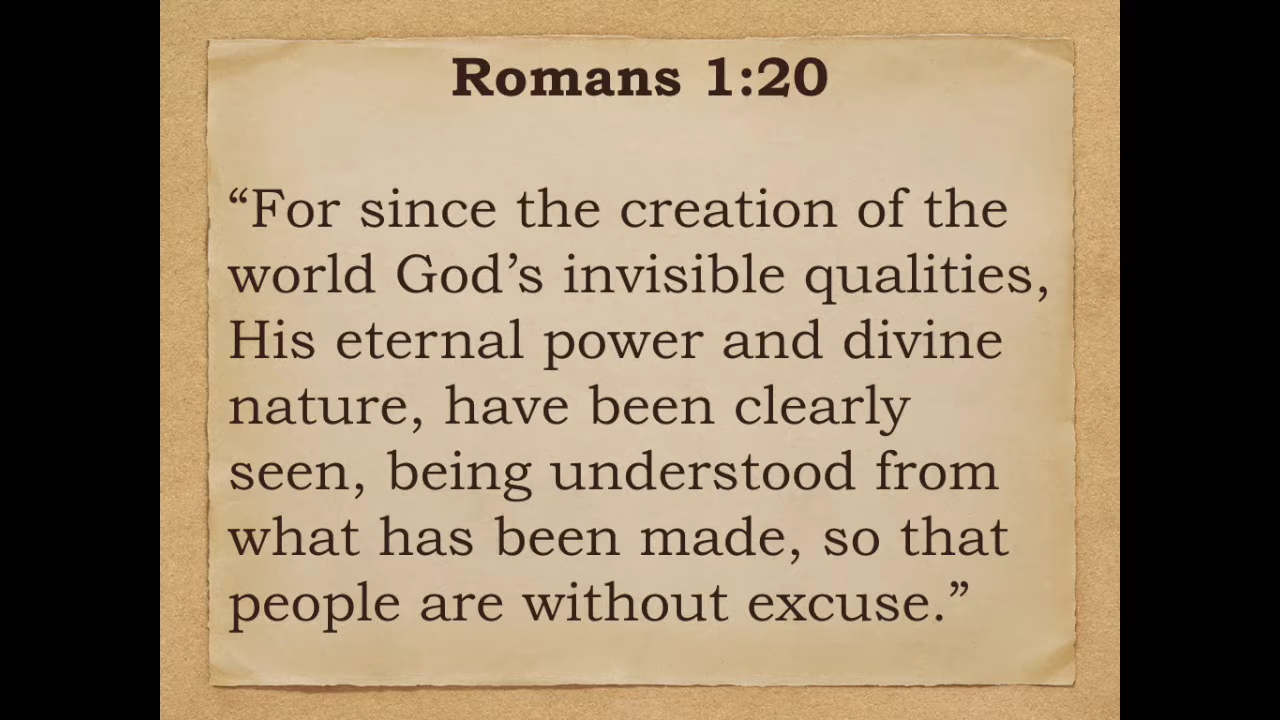 Romans 1:20
“For since the creation of the
world God’s invisible qualities,
His eternal power and divine
nature, have been clearly
seen, being understood from
what has been made, so that
people are without excuse.”